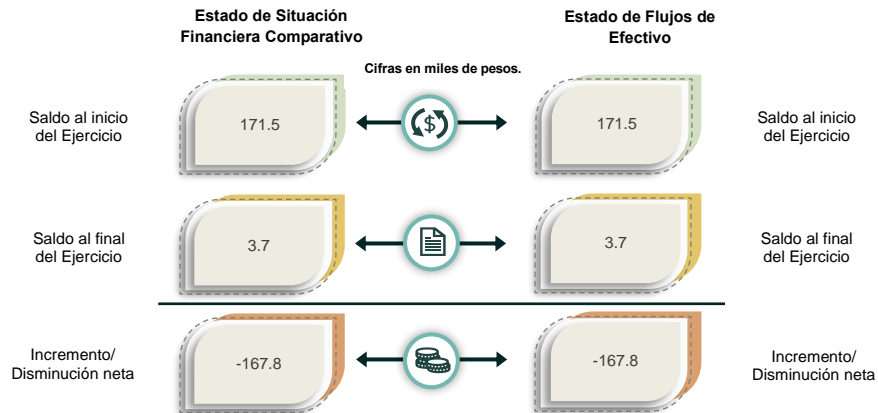 Estado de Situación
Financiera Comparativo
Estado de Flujos de
Efectivo
Cifras en miles de pesos.
Saldo al inicio
del Ejercicio
171.5
$
171.5
Saldo al inicio
del Ejercicio
Saldo al final
del Ejercicio
3.7
3.7
Saldo al final
del Ejercicio
Incremento/
Disminución neta
-167.8
-167.8
Incremento/
Disminución neta